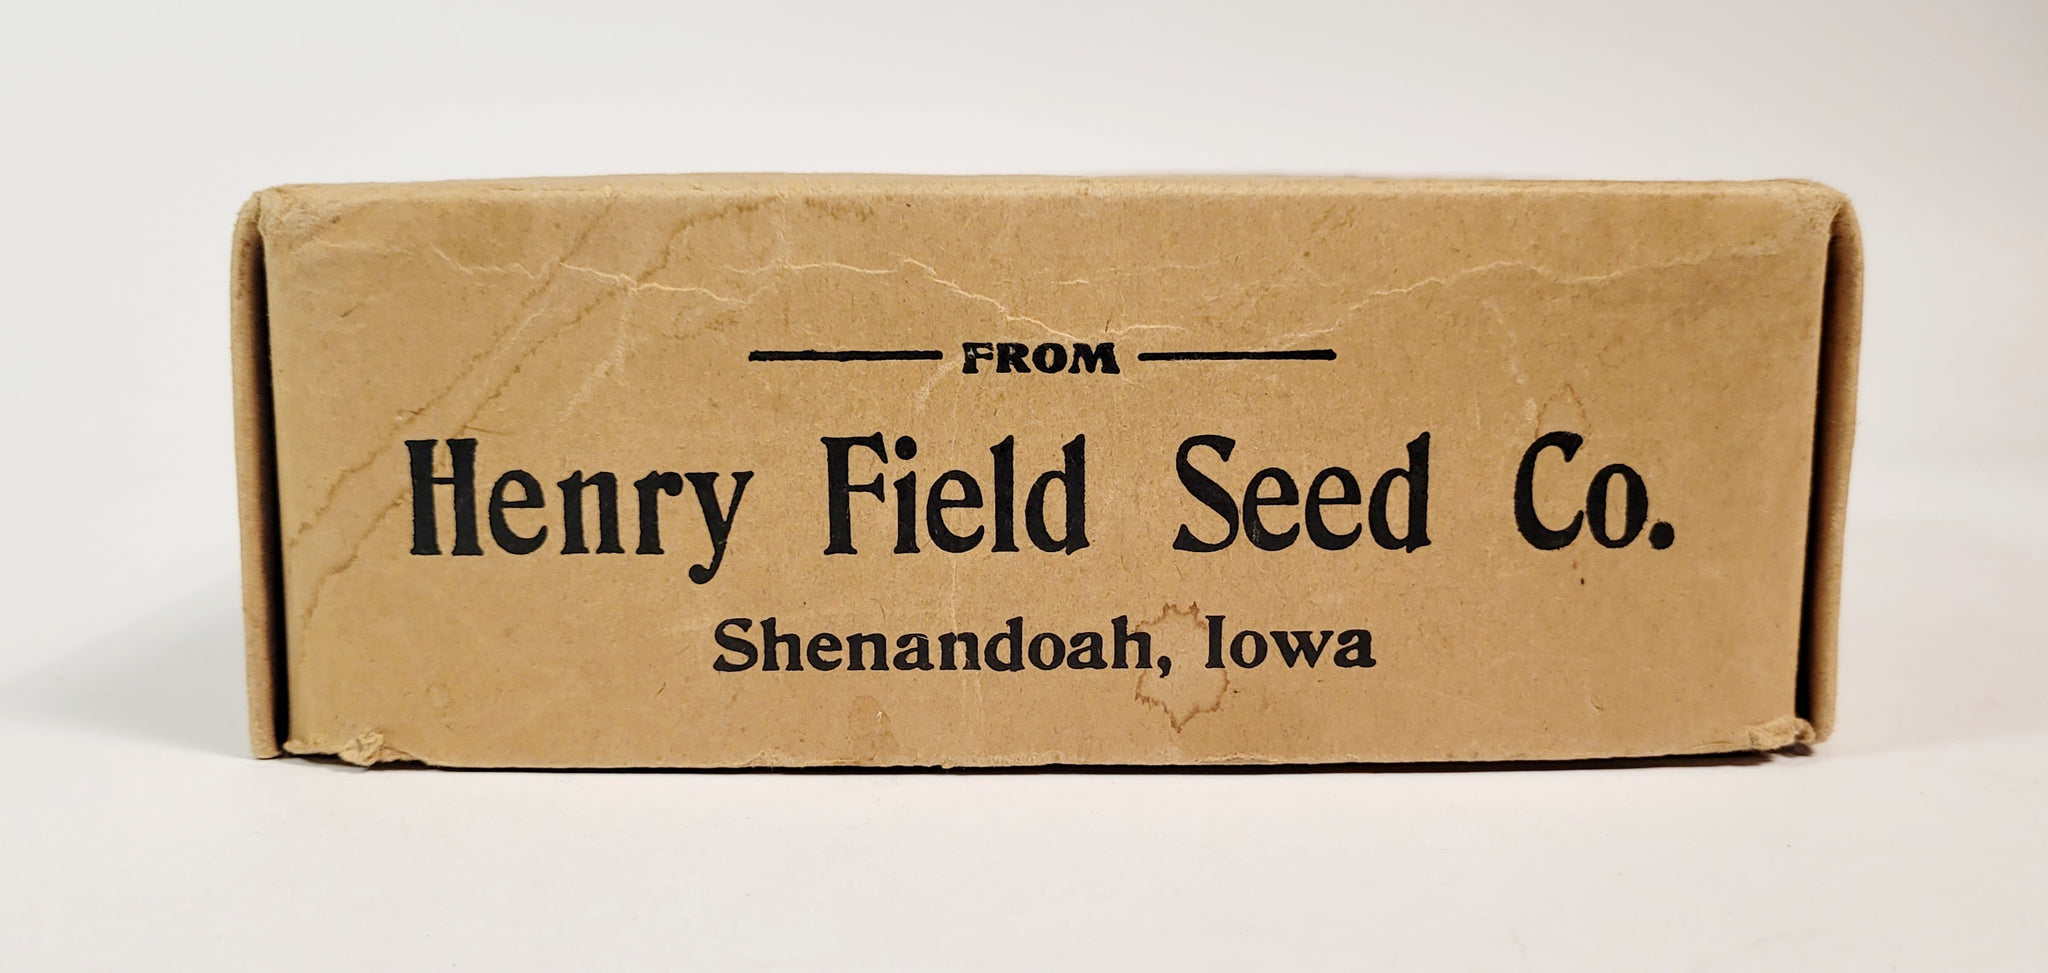 FROM
Henry Field Seed Co.
Shenandoah, Iowa